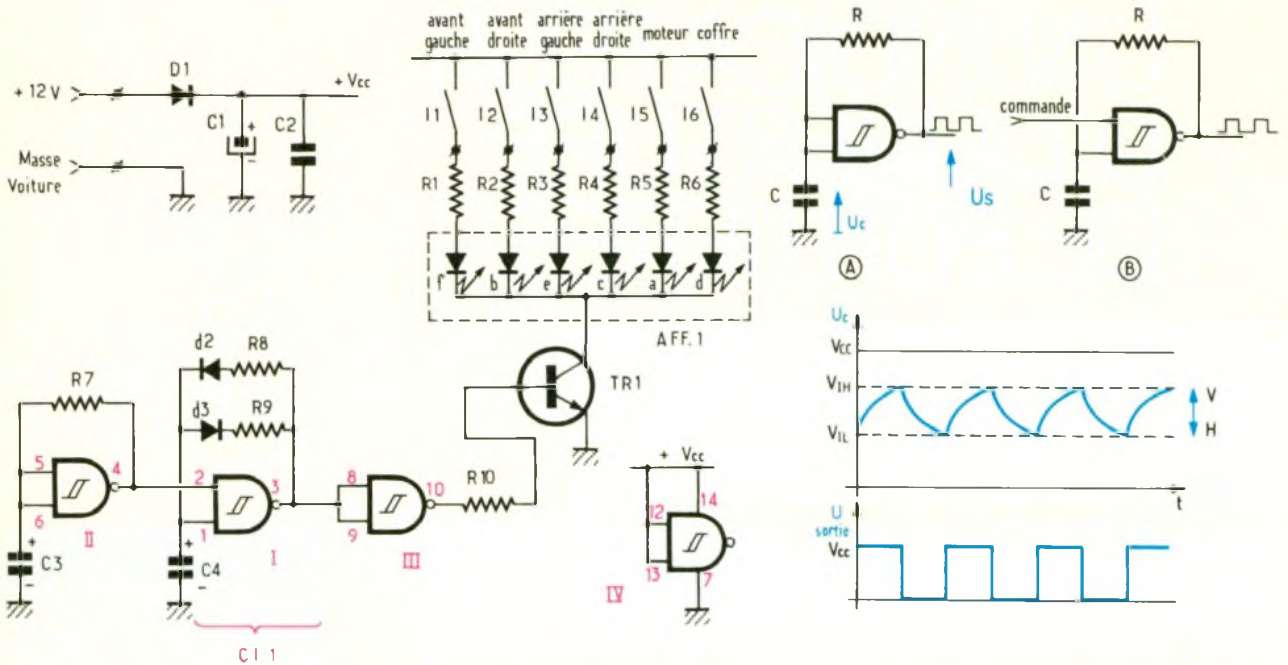 avant gauche
avant droite
arrière gauche
arrière droite
moteur
coffre
+ 12 V
D1
+ Vcc
C1
+
-
C2
Masse
Voiture
I1
I2
I3
I4
I5
I6
R1
R2
R3
R4
R5
R6
f
b
e
c
a
d
AFF.1
R
C
Uc
Us
A
R
commande
C
B
d2
R8
d3
R9
R7
5
4
6
II
+
C3
-
2
3
1
I
+
C4
-
8
10
9
III
R10
TR1
+ Vcc
12
14
13
7
IV
CI 1
Uc
Vcc
VIH
VIL
V
H
t
U
sortie
Vcc
t